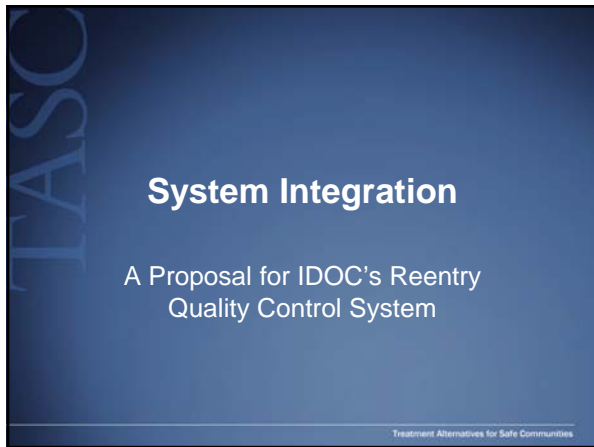 TASC
System Integration
A Proposal for IDOC's Reentry
Quality Control System
Treatment Alternatives for Safe Communities